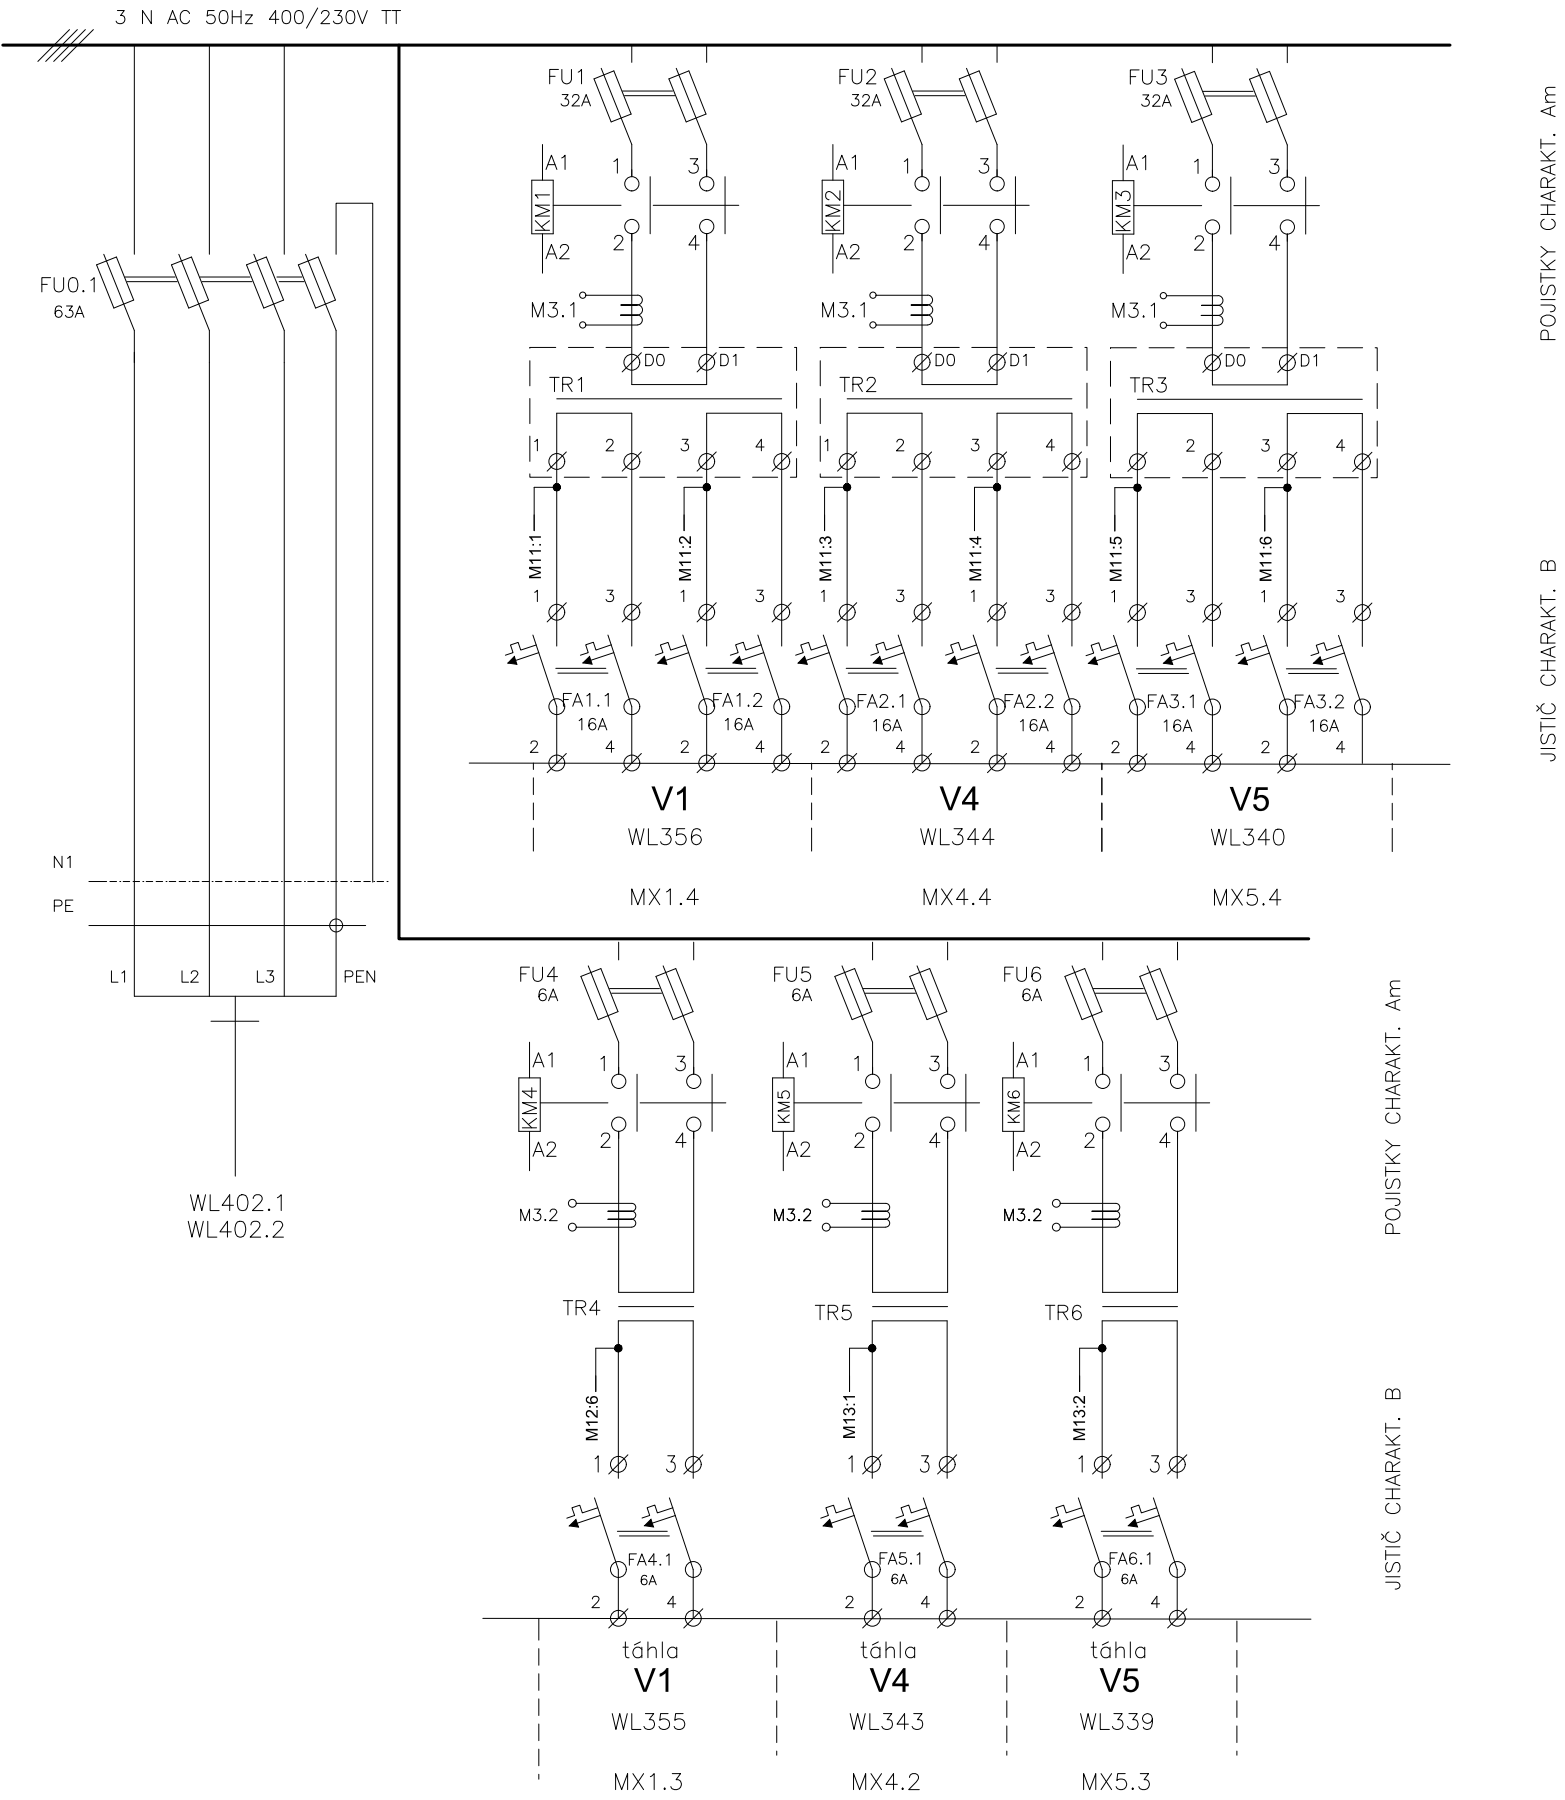 3 N AC 50Hz 400/230V TT
FU1
32A
FU2
32A
FU3
32A
POJISTKY CHARAKT. Am
A1
KM1
A2
1
3
2
4
A1
KM2
A2
1
3
2
4
A1
KM3
A2
1
3
2
4
FU0.1
63A
M3.1
M3.1
M3.1
D0
D1
TR1
D0
D1
TR2
D0
D1
TR3
1
2
3
4
1
2
3
4
1
2
3
4
M11:1
M11:2
M11:3
M11:4
M11:5
M11:6
JISTIČ CHARAKT. B
1
3
1
3
1
3
1
3
1
3
1
3
FA1.1
16A
FA1.2
16A
FA2.1
16A
FA2.2
16A
FA3.1
16A
FA3.2
16A
2
4
2
4
2
4
2
4
2
4
2
4
V1
WL356
MX1.4
V4
WL344
MX4.4
V5
WL340
MX5.4
N1
PE
L1
L2
L3
PEN
WL402.1
WL402.2
FU4
6A
FU5
6A
FU6
6A
POJISTKY CHARAKT. Am
A1
KM4
A2
1
3
2
4
A1
KM5
A2
1
3
2
4
A1
KM6
A2
1
3
2
4
M3.2
M3.2
M3.2
TR4
TR5
TR6
M12:6
M13:1
M13:2
JISTIČ CHARAKT. B
1
3
1
3
1
3
FA4.1
6A
FA5.1
6A
FA6.1
6A
2
4
2
4
2
4
táhla
V1
WL355
MX1.3
táhla
V4
WL343
MX4.2
táhla
V5
WL339
MX5.3